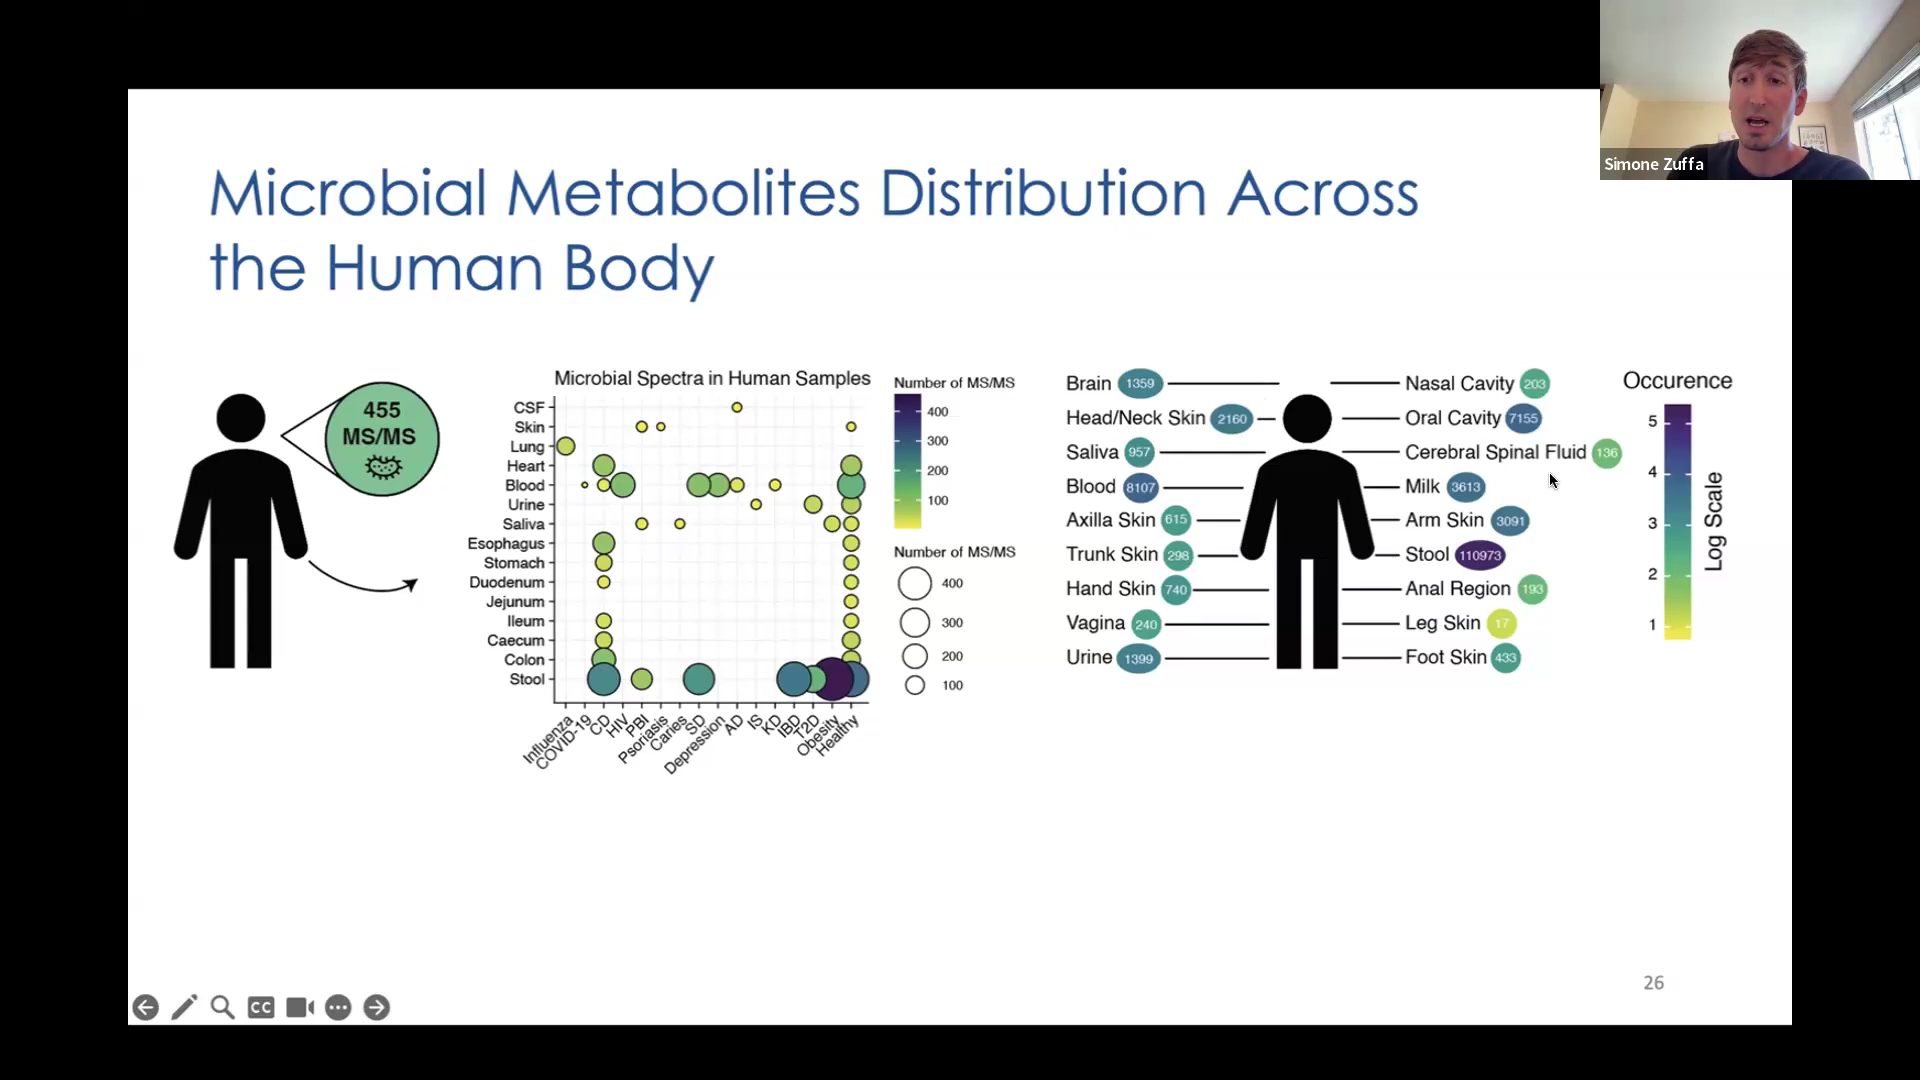 Simone Zuffa
Microbial Metabolites Distribution Across
the Human Body
455
MS/MS
Microbial Spectra in Human Samples
CSF
Skin
Lung
Heart
Blood
Urine
Saliva
Esophagus
Stomach
Duodenum
Jejunum
Ileum
Caecum
Colon
Stool
Influenza
COVID-19
CD
HIV
PBI
Psoriasis
Caries
SD
Depression
AD
IS
KD
IBD
T2D
Obesity
Healthy
Number of MS/MS
400
300
200
100
Number of MS/MS
400
300
200
100
Brain 1359
Head/Neck Skin 2160
Saliva 957
Blood 8107
Axilla Skin 615
Trunk Skin 298
Hand Skin 740
Vagina 240
Urine 1399
Nasal Cavity 203
Oral Cavity 7155
Cerebral Spinal Fluid 136
Milk 3613
Arm Skin 3091
Stool 110973
Anal Region 193
Leg Skin 17
Foot Skin 433
Occurence
5
4
3
2
1
Log Scale
26
CC